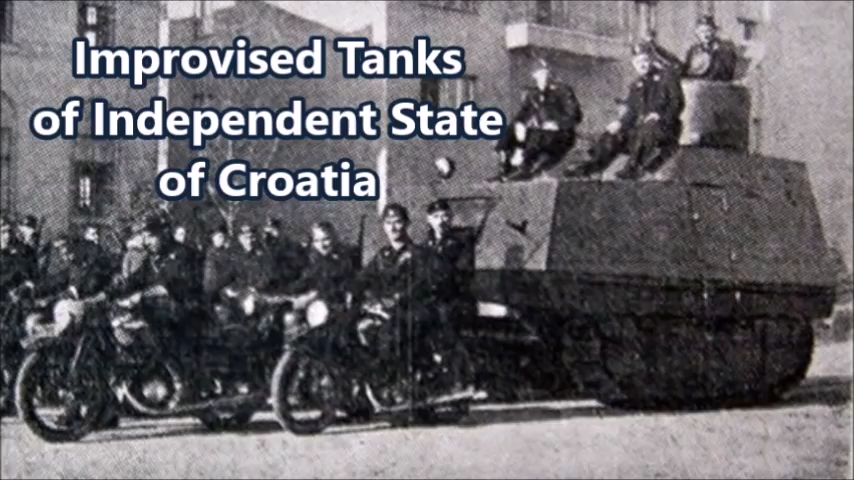 Improvised Tanks
of Independent State
of Croatia